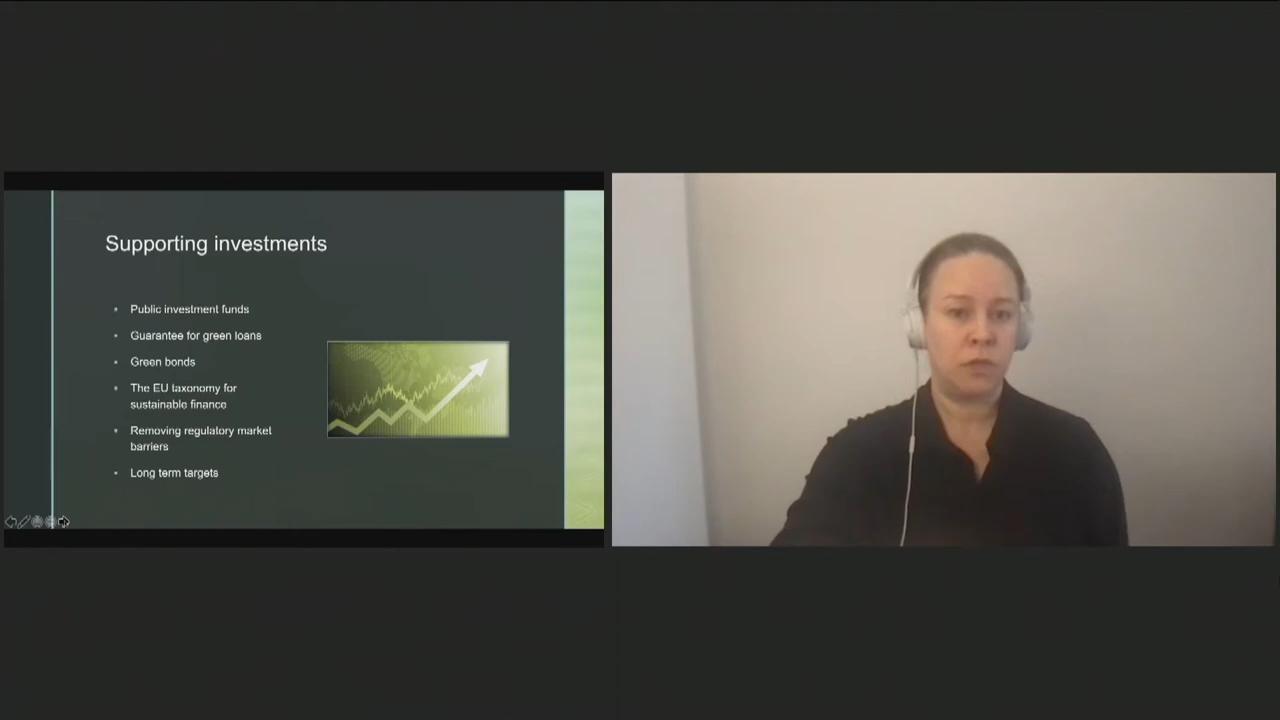 Supporting investments
Public investment funds
Guarantee for green loans
Green bonds
The EU taxonomy for
sustainable finance
Removing regulatory market
barriers
Long term targets